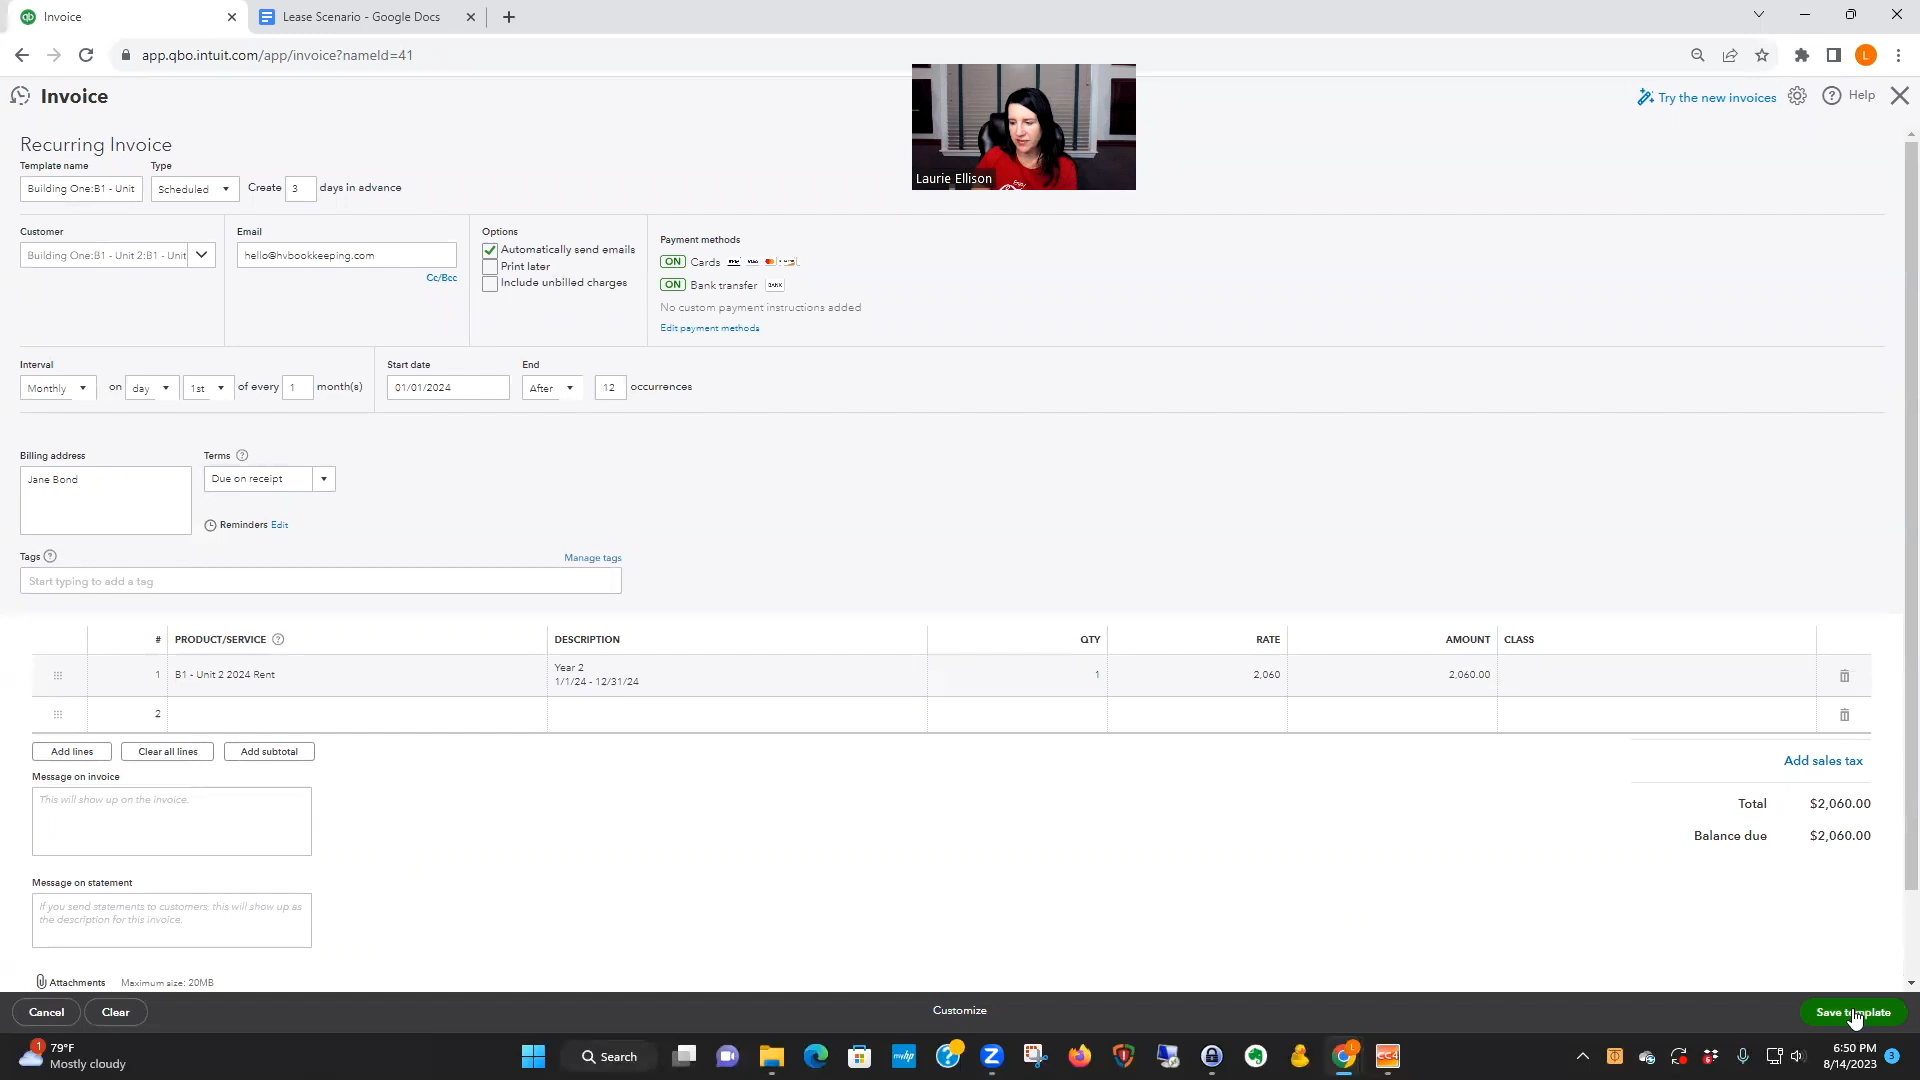 Invoice
Lease Scenario - Google Docs
app.qbo.intuit.com/app/invoice?nameId=41
Invoice
Try the new invoices
Help
Laurie Ellison
Recurring Invoice
Template name
Type
Building One:B1 - Unit
Scheduled
Create 3 days in advance
Customer
Email
Options
Payment methods
Building One:B1 - Unit 2:B1 - Unit
hello@hvbookkeeping.com
Cc/Bcc
Automatically send emails
Print later
Include unbilled charges
ON Cards
ON Bank transfer BANK
No custom payment instructions added
Edit payment methods
Interval
Start date
End
Monthly on day 1st of every 1 month(s)
01/01/2024
After 12 occurrences
Billing address
Terms
Jane Bond
Due on receipt
Reminders Edit
Tags
Manage tags
Start typing to add a tag
# PRODUCT/SERVICE DESCRIPTION QTY RATE AMOUNT CLASS
1 B1 - Unit 2 2024 Rent
Year 2
1/1/24 - 12/31/24
1 2,060 2,060.00
2
Add lines
Clear all lines
Add subtotal
Add sales tax
Message on invoice
This will show up on the invoice.
Total $2,060.00
Balance due $2,060.00
Message on statement
If you send statements to customers, this will show up as
the description for this invoice.
Attachments Maximum size: 20MB
Cancel
Clear
Customize
Save template
1
79°F
Mostly cloudy
Search
6:50 PM
8/14/2023
3